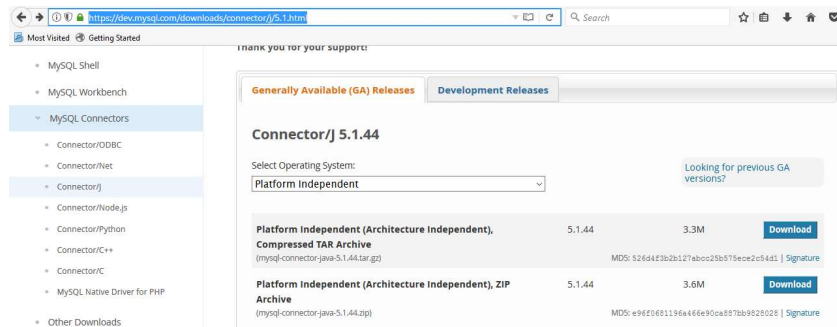 https://dev.mysql.com/downloads/connector/j/5.1.html
Search
Most Visited Getting Started
Thank you for your support!
MySQL Shell
MySQL Workbench
MySQL Connectors
Connector/ODBC
Connector/Net
Connector/J
Connector/Node.js
Connector/Python
Connector/C++
Connector/C
MySQL Native Driver for PHP
Other Downloads
Generally Available (GA) Releases Development Releases
Connector/J 5.1.44
Select Operating System:
Looking for previous GA
versions?
Platform Independent
Platform Independent (Architecture Independent), 5.1.44 3.3M Download
Compressed TAR Archive
(mysql-connector-java-5.1.44.tar.gz) MD5: 526d4f3b2b127abcc25b575ece2c54d1 | Signature
Platform Independent (Architecture Independent), ZIP 5.1.44 3.6M Download
Archive
(mysql-connector-java-5.1.44.zip) MD5: e96f0681196a466e90ca887bb9828028 | Signature